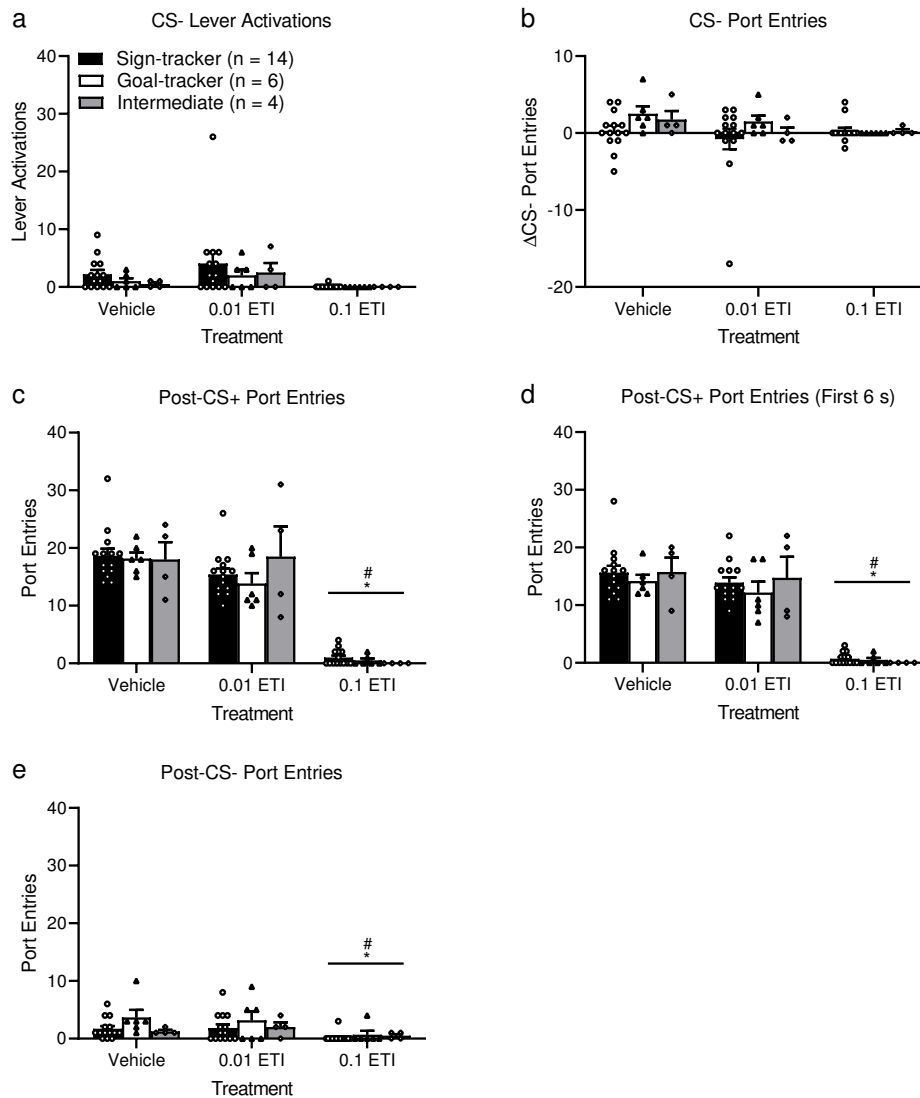 a
CS- Lever Activations
Sign-tracker (n = 14)
Goal-tracker (n = 6)
Intermediate (n = 4)
Lever Activations
40
30
20
10
0
Vehicle
0.01 ETI
0.1 ETI
Treatment
b
CS- Port Entries
ΔCS- Port Entries
10
0
-10
-20
Vehicle
0.01 ETI
0.1 ETI
Treatment
c
Post-CS+ Port Entries
Port Entries
40
30
20
10
0
#
*
Vehicle
0.01 ETI
0.1 ETI
Treatment
d
Post-CS+ Port Entries (First 6 s)
Port Entries
40
30
20
10
0
#
*
Vehicle
0.01 ETI
0.1 ETI
Treatment
e
Post-CS- Port Entries
Port Entries
40
30
20
10
0
#
*
Vehicle
0.01 ETI
0.1 ETI
Treatment